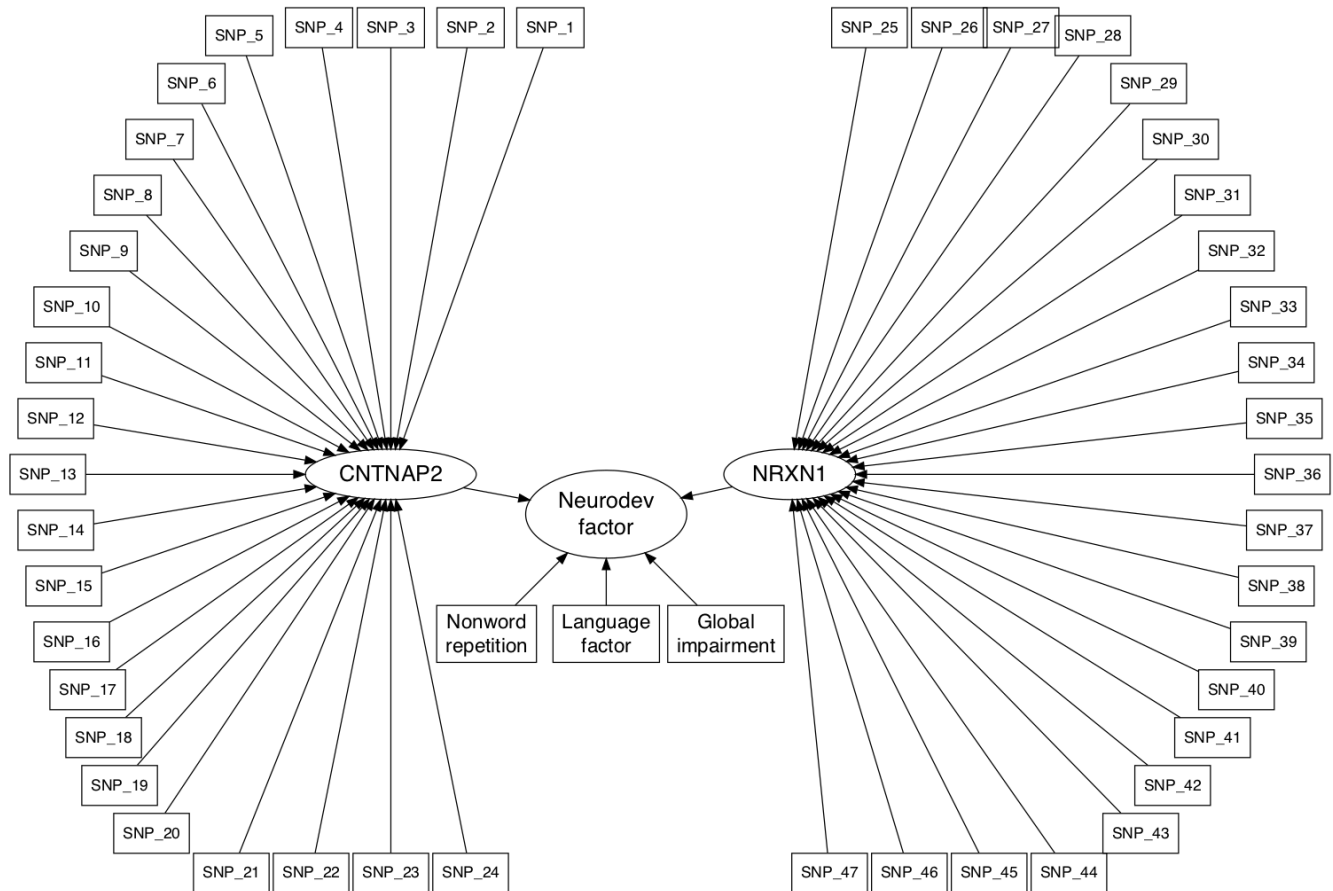 SNP_1
SNP_2
SNP_3
SNP_4
SNP_5
SNP_6
SNP_7
SNP_8
SNP_9
SNP_10
SNP_11
SNP_12
SNP_13
SNP_14
SNP_15
SNP_16
SNP_17
SNP_18
SNP_19
SNP_20
SNP_21
SNP_22
SNP_23
SNP_24
CNTNAP2
Neurodev
factor
NRXN1
Nonword
repetition
Language
factor
Global
impairment
SNP_25
SNP_26
SNP_27
SNP_28
SNP_29
SNP_30
SNP_31
SNP_32
SNP_33
SNP_34
SNP_35
SNP_36
SNP_37
SNP_38
SNP_39
SNP_40
SNP_41
SNP_42
SNP_43
SNP_44
SNP_45
SNP_46
SNP_47